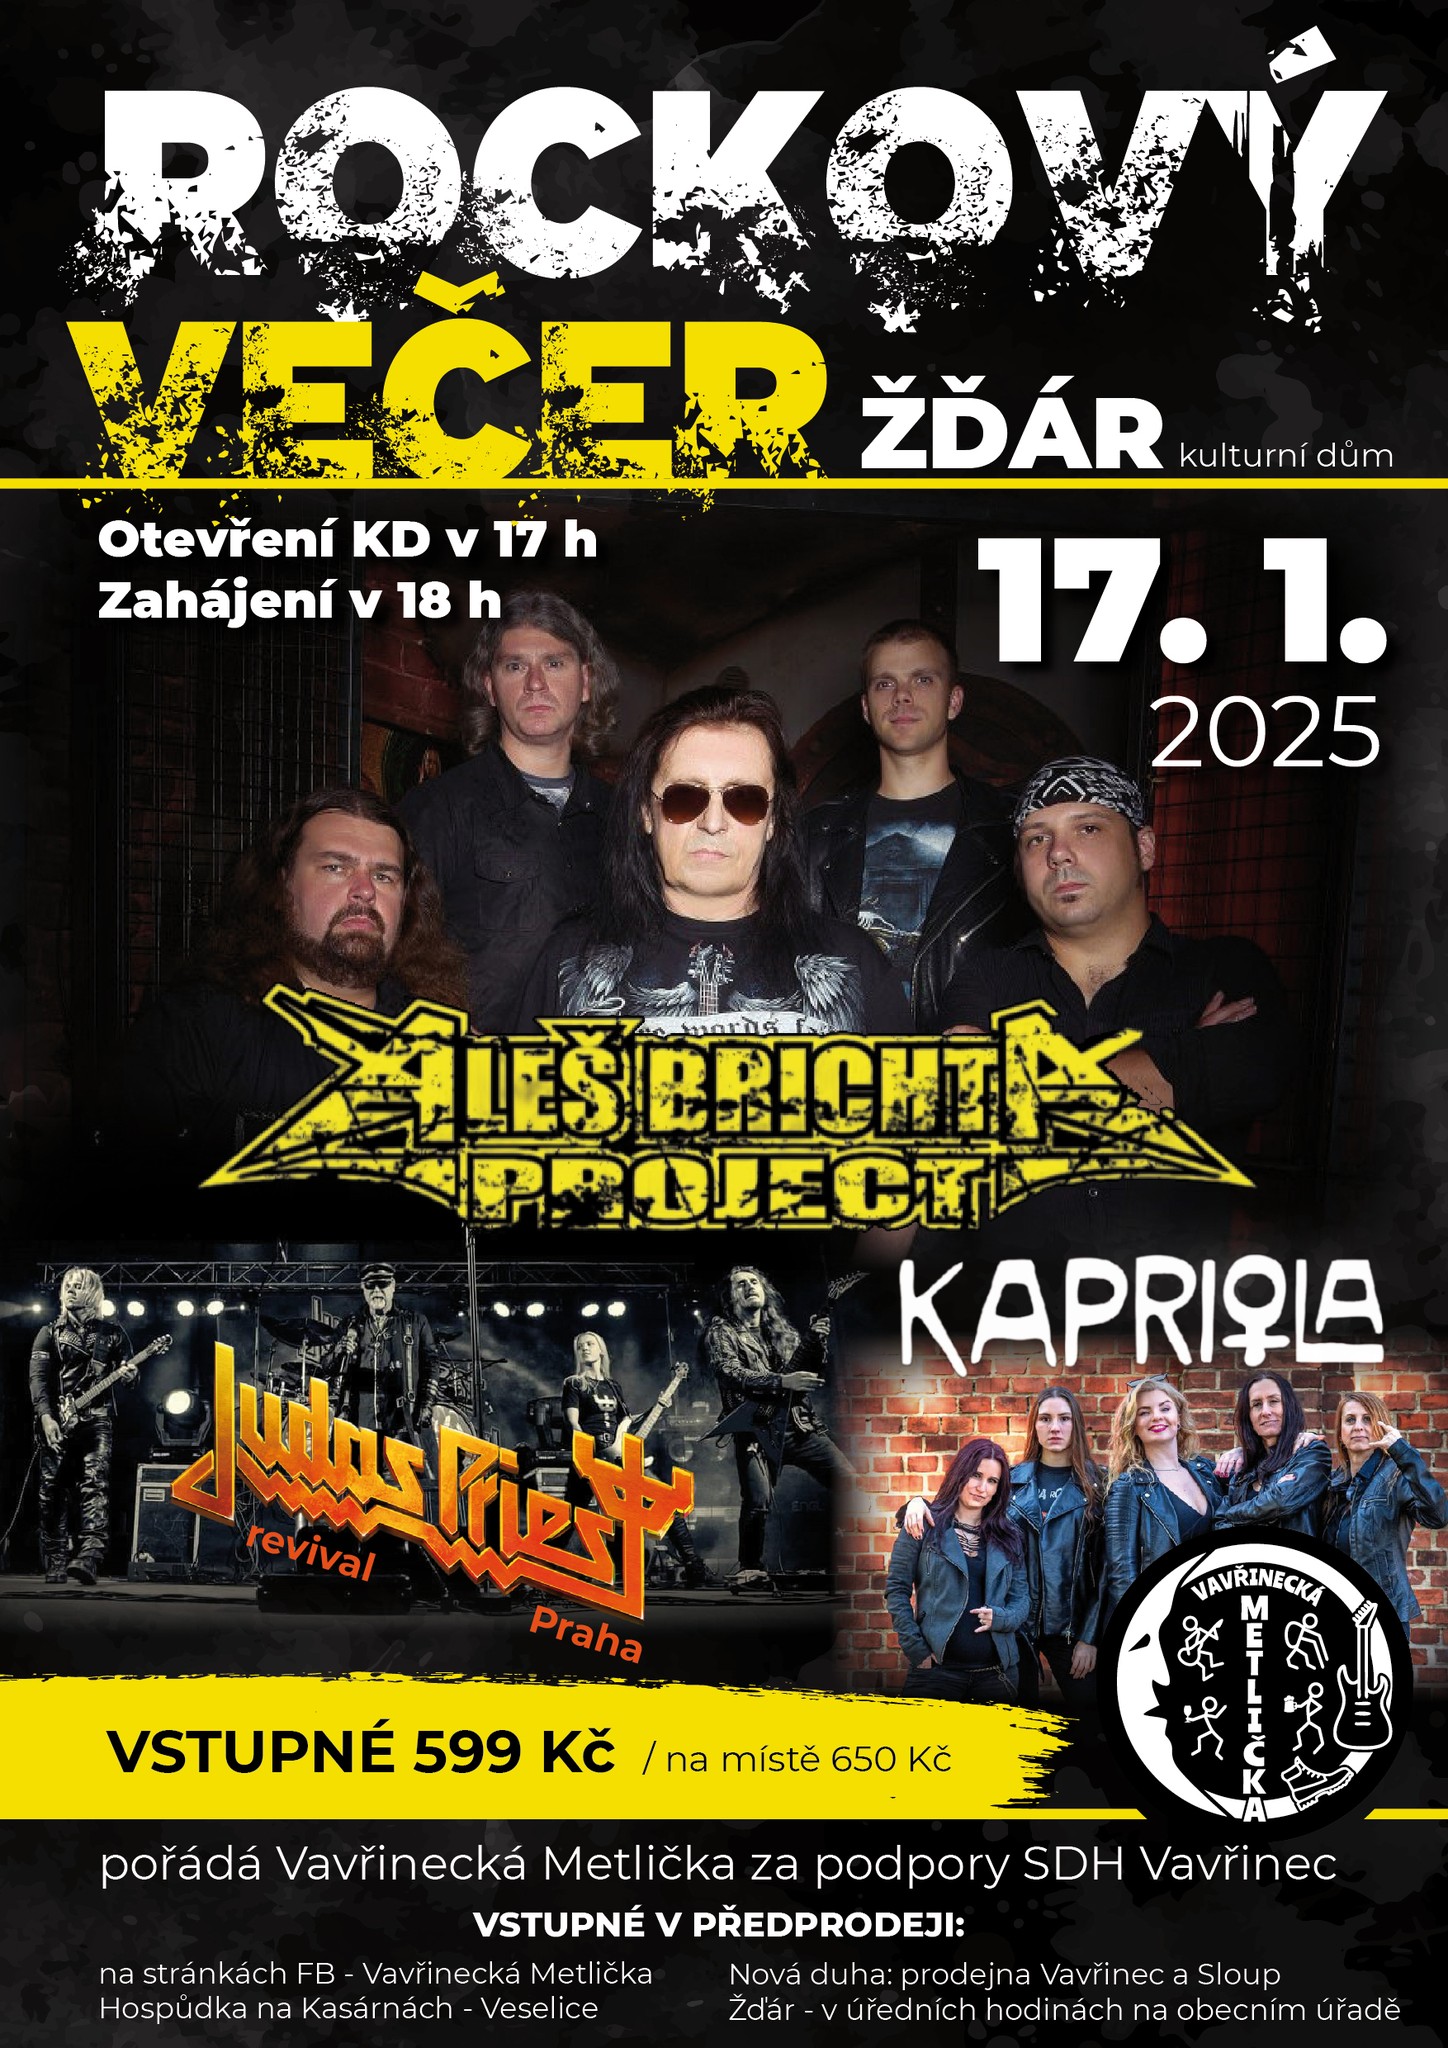 ROCKOVÝ
VEČER ŽĎÁR kulturní dům
Otevření KD v 17 h
Zahájení v 18 h
17. 1.
2025
words f
ALEŠ BRICHTA
PROJECT
KAPRIOLA
Judas Priest
revival
Praha
VAVŘINECKÁ
METLIČKA
VSTUPNÉ 599 Kč / na místě 650 Kč
pořádá Vavřinecká Metlička za podpory SDH Vavřinec
VSTUPNÉ V PŘEDPRODEJI:
na stránkách FB - Vavřinecká Metlička
Hospůdka na Kasárnách - Veselice
Nová duha: prodejna Vavřinec a Sloup
Žďár - v úředních hodinách na obecním úřadě